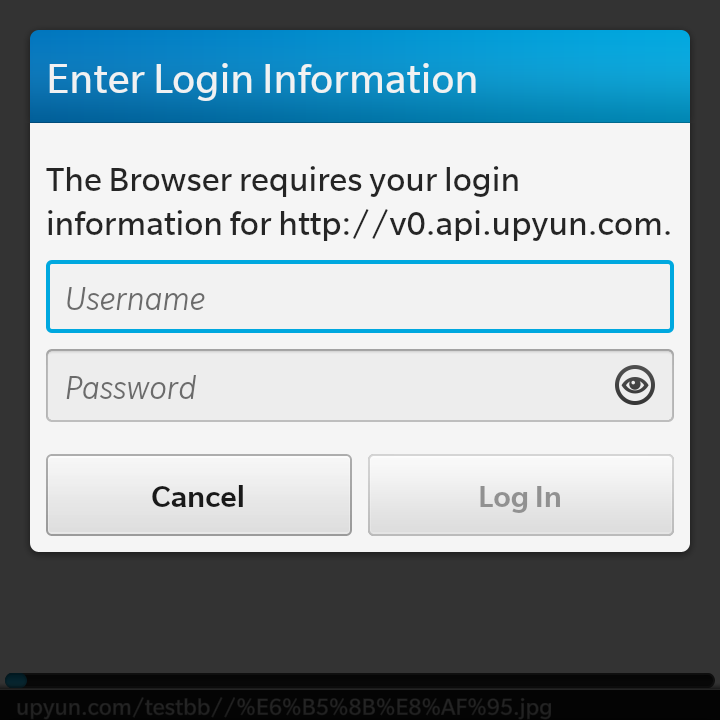 Enter Login Information
The Browser requires your login
information for http://v0.api.upyun.com.
Username
Password
Cancel
Log In
upyun.com/testbb//%E6%B5%8B%E8%AF%95.jpg